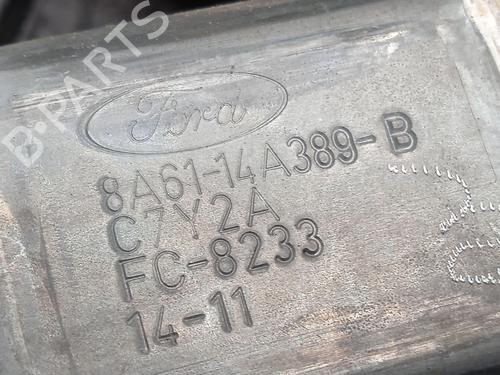 B-PARTS
Ford
8A61-14A389-B
C7Y2A
FC-8233
14-11